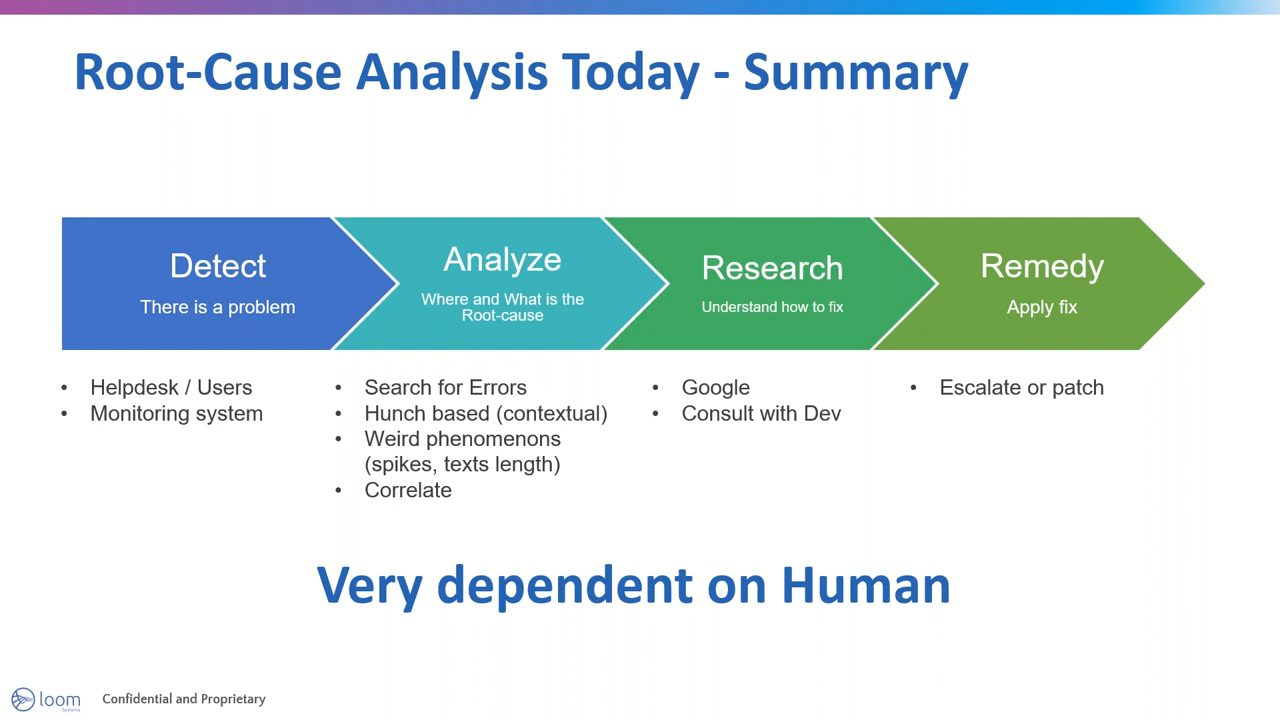 Root-Cause Analysis Today - Summary
Detect
There is a problem
Analyze
Where and What is the
Root-cause
Research
Understand how to fix
Remedy
Apply fix
• Helpdesk / Users
• Monitoring system
• Search for Errors
• Hunch based (contextual)
• Weird phenomenons
(spikes, texts length)
• Correlate
• Google
• Consult with Dev
• Escalate or patch
Very dependent on Human
loom
Systems
Confidential and Proprietary